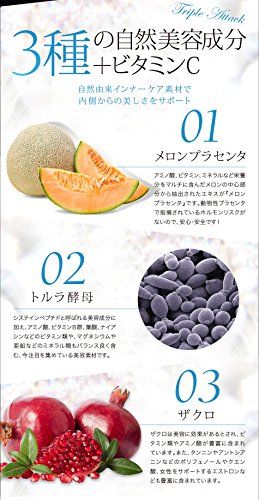 Triple Attack
3種の自然美容成分
+ビタミンC
自然由来インナーケア素材で
内側からの美しさをサポート
01
メロンプラセンタ
アミノ酸、ビタミン、ミネラルなど栄養
分をマルチに含んだメロンの中心部
分から抽出されたエキスが『メロン
プラセンタ』です。動物性プラセンタ
で指摘されているホルモンリスクが
ないので、安心・安全です!
02
トルラ酵母
システインペプチドと呼ばれる美容成分に
加え、アミノ酸、ビタミンB群、葉酸、ナイア
シンなどのビタミン類や、マグネシウムや
亜鉛などのミネラル類もバランス良く含
む、今注目を集めている美容素材です。
03
ザクロ
ザクロは美容に効果があるとされ、ビ
タミン類やアミノ酸が豊富に含まれ
ています。また、タンニンやアントシア
ニンなどのポリフェノールやクエン
酸、女性をサポートするエストロンな
ども豊富に含まれています。